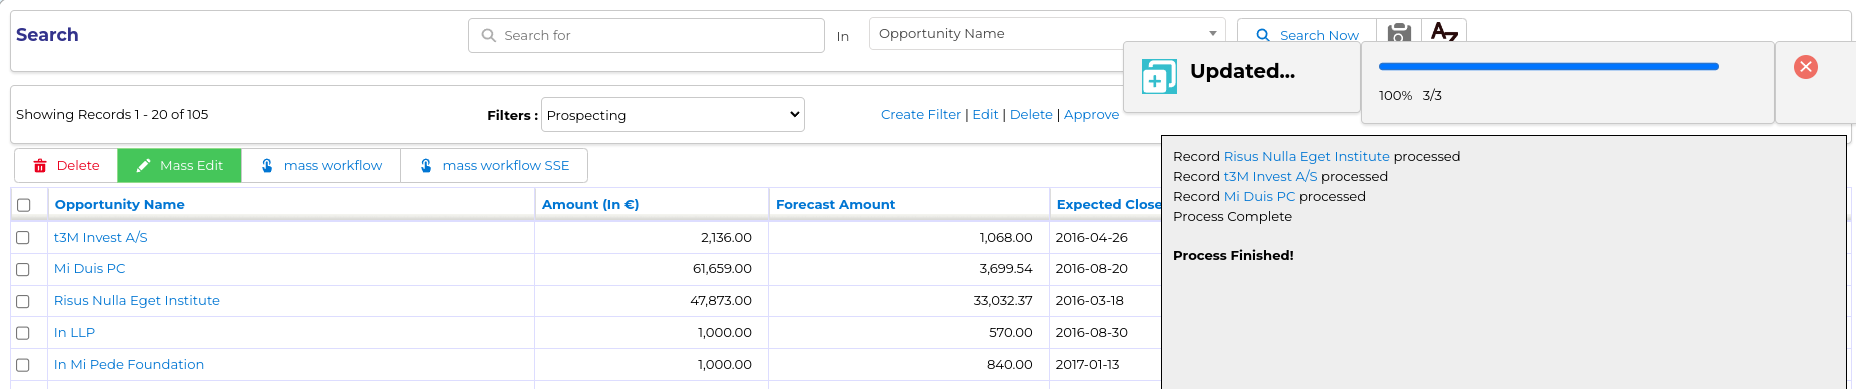 Search
Search for
In
Opportunity Name
Search Now
AZ
Updated...
100% 3/3
Showing Records 1 - 20 of 105
Filters :
Prospecting
Create Filter | Edit | Delete | Approve
Delete
Mass Edit
mass workflow
mass workflow SSE
Record Risus Nulla Eget Institute processed
Record t3M Invest A/S processed
Record Mi Duis PC processed
Process Complete
Process Finished!
Opportunity Name Amount (In €) Forecast Amount Expected Close
t3M Invest A/S 2,136.00 1,068.00 2016-04-26
Mi Duis PC 61,659.00 3,699.54 2016-08-20
Risus Nulla Eget Institute 47,873.00 33,032.37 2016-03-18
In LLP 1,000.00 570.00 2016-08-30
In Mi Pede Foundation 1,000.00 840.00 2017-01-13